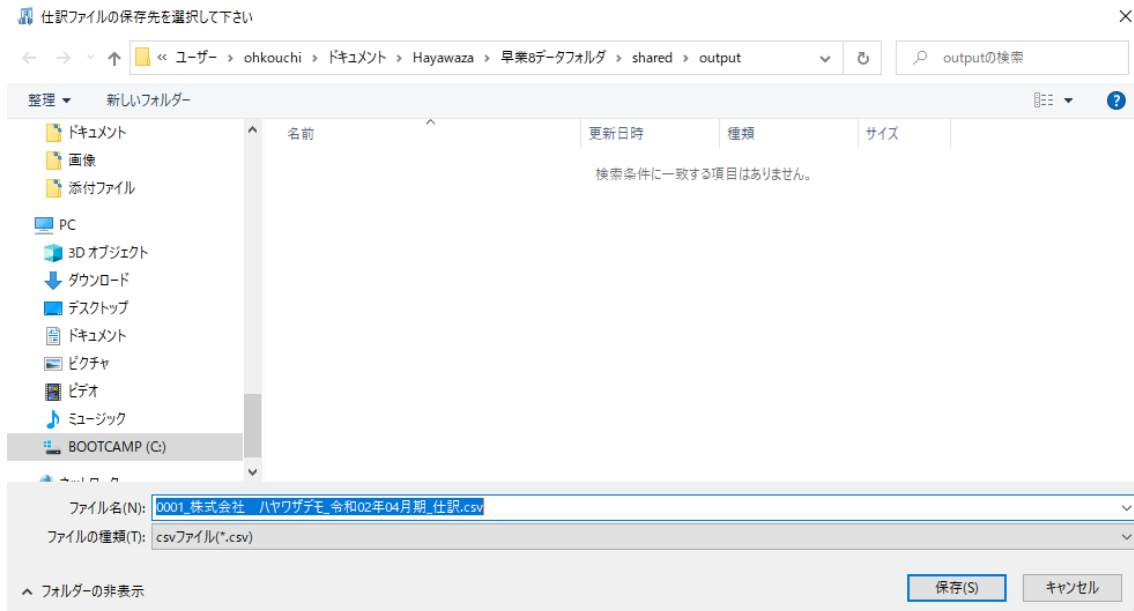 仕訳ファイルの保存先を選択して下さい
« ユーザー › ohkouchi › ドキュメント › Hayawaza › 早業8データフォルダ › shared › output
outputの検索
整理 新しいフォルダー
名前 更新日時 種類 サイズ
検索条件に一致する項目はありません。
ドキュメント
画像
添付ファイル
PC
3D オブジェクト
ダウンロード
デスクトップ
ドキュメント
ピクチャ
ビデオ
ミュージック
BOOTCAMP (C:)
ファイル名(N): 0001_株式会社　ハヤワザデモ_令和02年04月期_仕訳.csv
ファイルの種類(T): csvファイル(*.csv)
フォルダーの非表示
保存(S) キャンセル